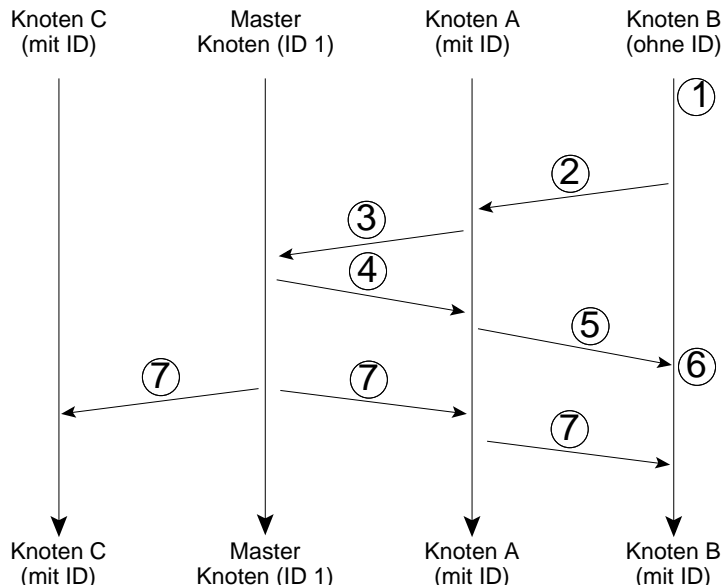 Knoten C
(mit ID)
Master
Knoten (ID 1)
Knoten A
(mit ID)
Knoten B
(ohne ID)
1
2
3
4
5
6
7
7
7
Knoten C
(mit ID)
Master
Knoten (ID 1)
Knoten A
(mit ID)
Knoten B
(mit ID)